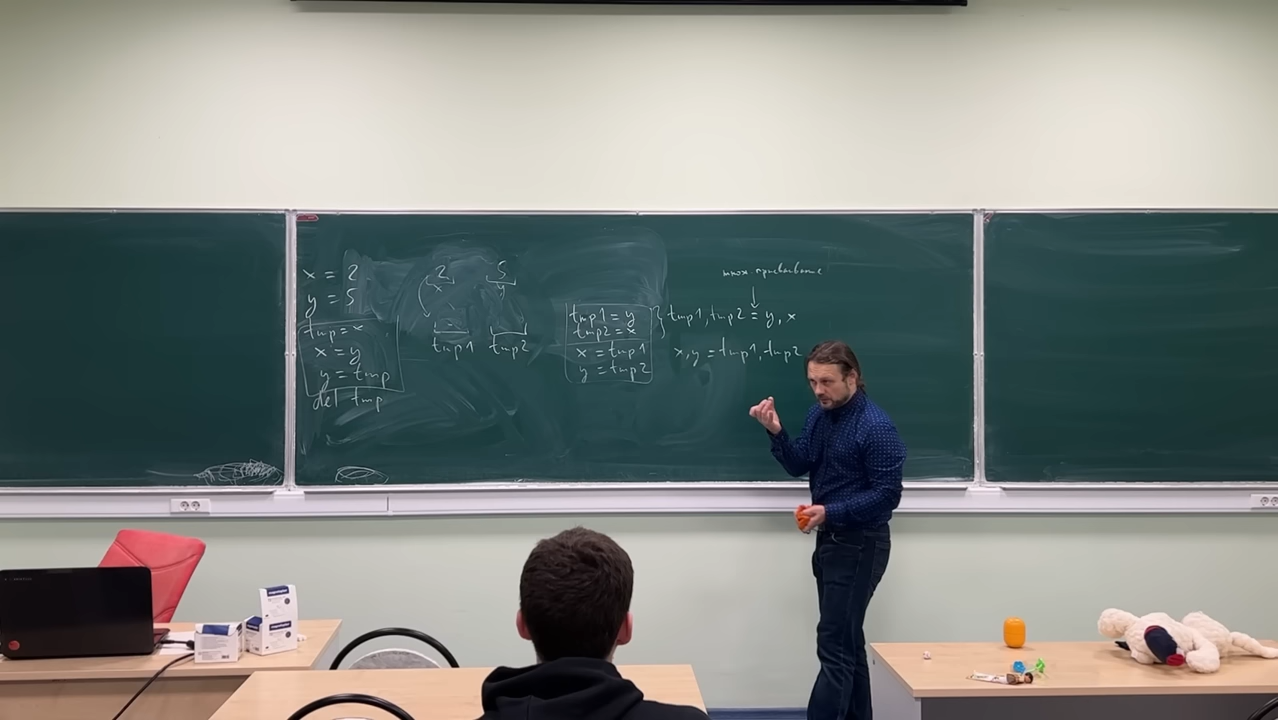 x = 2
y = 5
tmp = x
x = y
y = tmp
del tmp
2 5
x y
tmp1 tmp2
tmp1 = y
tmp2 = x
x = tmp1
y = tmp2
множ. присваивание
tmp1, tmp2 = y, x
x, y = tmp1, tmp2